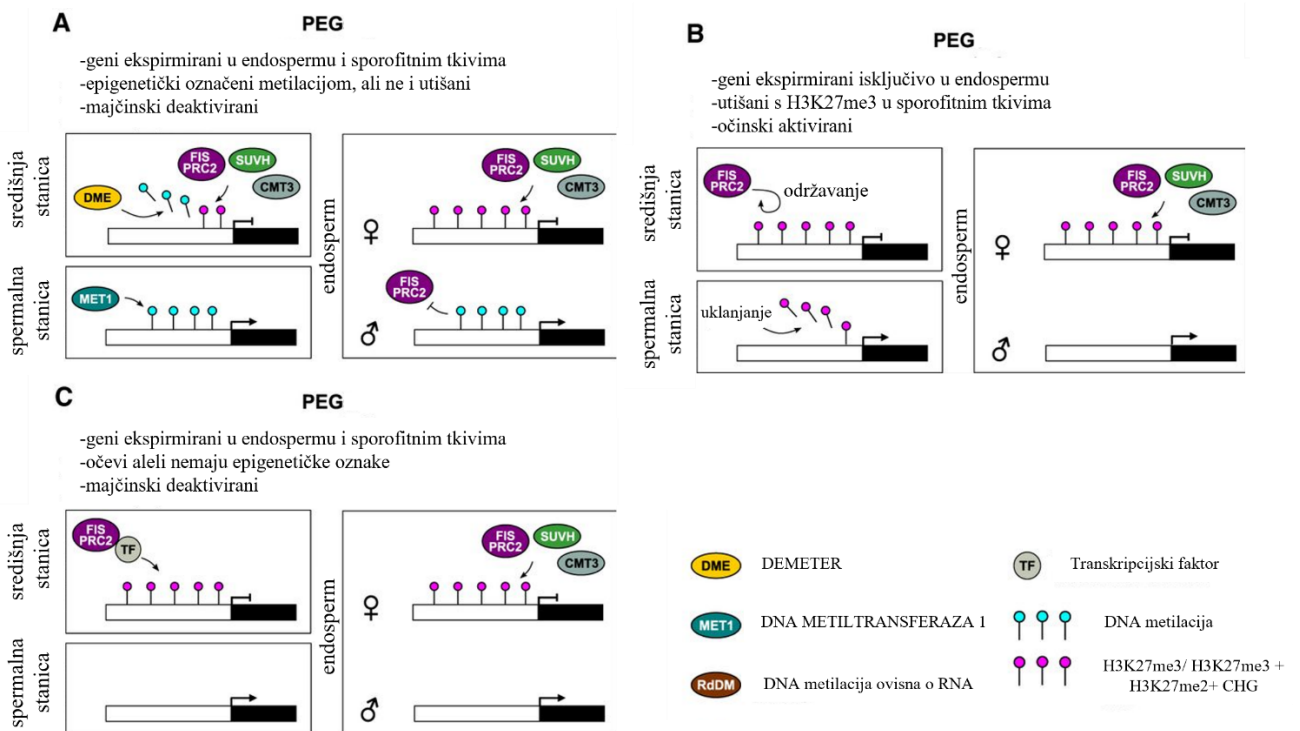 A
PEG
-geni ekspirmirani u endospermu i sporofitnim tkivima
-epigenetički označeni metilacijom, ali ne i utišani
-majčinski deaktivirani
središnja
stanica
DME
FIS
PRC2
SUVH
CMT3
spermalna
stanica
MET1
endosperm
♀
FIS
PRC2
SUVH
CMT3
♂
FIS
PRC2
B
PEG
-geni ekspirmirani isključivo u endospermu
-utišani s H3K27me3 u sporofitnim tkivima
-očinski aktivirani
središnja
stanica
FIS
PRC2
održavanje
spermalna
stanica
uklanjanje
endosperm
♀
FIS
PRC2
SUVH
CMT3
♂
C
PEG
-geni ekspirmirani u endospermu i sporofitnim tkivima
-očevi aleli nemaju epigenetičke oznake
-majčinski deaktivirani
središnja
stanica
FIS
PRC2
TF
spermalna
stanica
endosperm
♀
FIS
PRC2
SUVH
CMT3
♂
DME DEMETER
MET1 DNA METILTRANSFERAZA 1
RdDM DNA metilacija ovisna o RNA
TF Transkripcijski faktor
DNA metilacija
H3K27me3/ H3K27me3 +
H3K27me2+ CHG